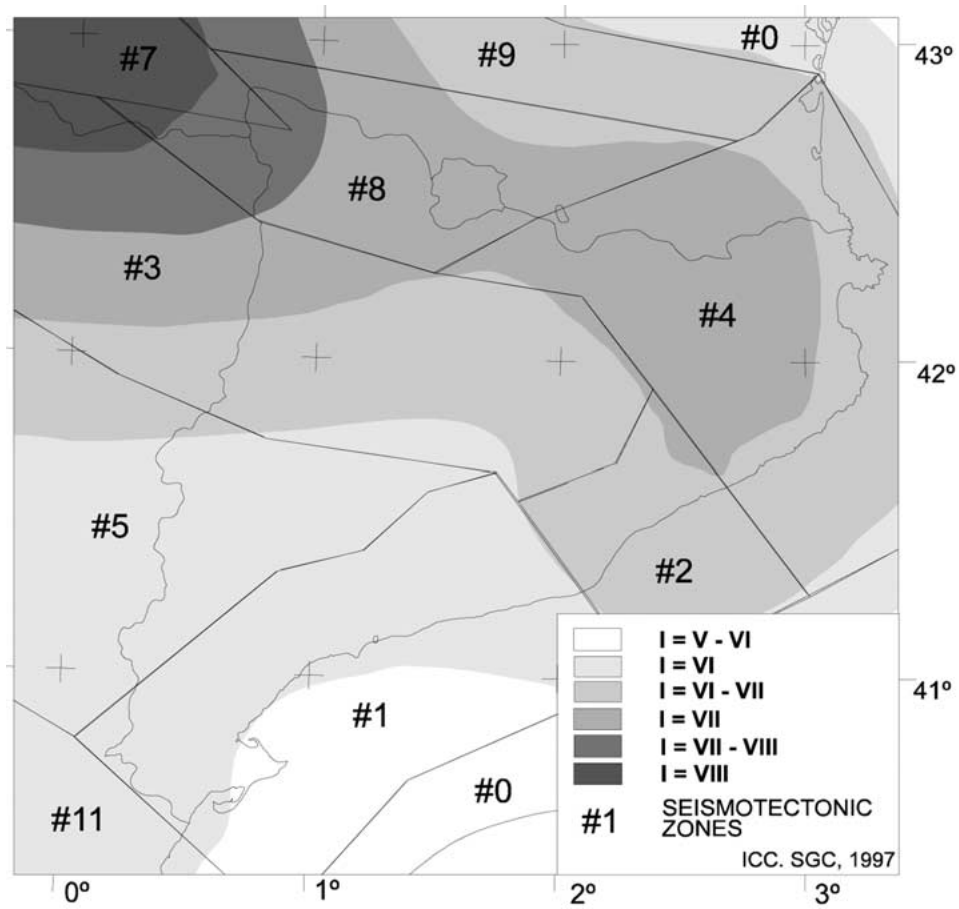 #7
#9
#0
43º
#8
#3
#4
42º
#5
#2
I = V - VI
I = VI
I = VI - VII
41º
#1
I = VII
I = VII - VIII
#0
I = VIII
#11
#1 SEISMOTECTONIC
ZONES
ICC. SGC, 1997
0º
1º
2º
3º